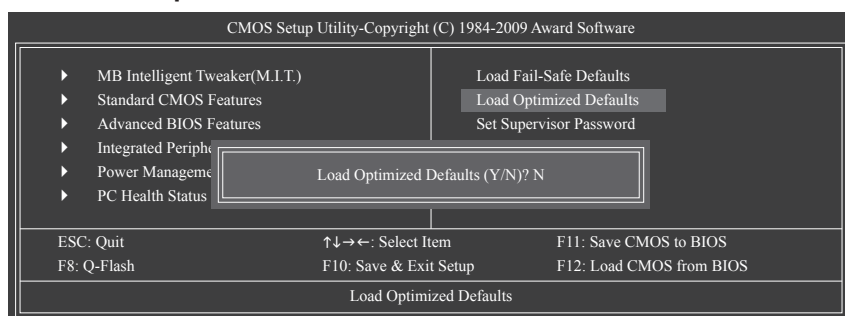 CMOS Setup Utility-Copyright (C) 1984-2009 Award Software
MB Intelligent Tweaker(M.I.T.)
Standard CMOS Features
Advanced BIOS Features
Integrated
Power
PC Health Status
Load Fail-Safe Defaults
Load Optimized Defaults
Set Supervisor Password
Load Optimized Defaults (Y/N)? N
ESC: Quit ↑↓→←: Select Item F11: Save CMOS to BIOS
F8: Q-Flash F10: Save & Exit Setup F12: Load CMOS from BIOS
Load Optimized Defaults